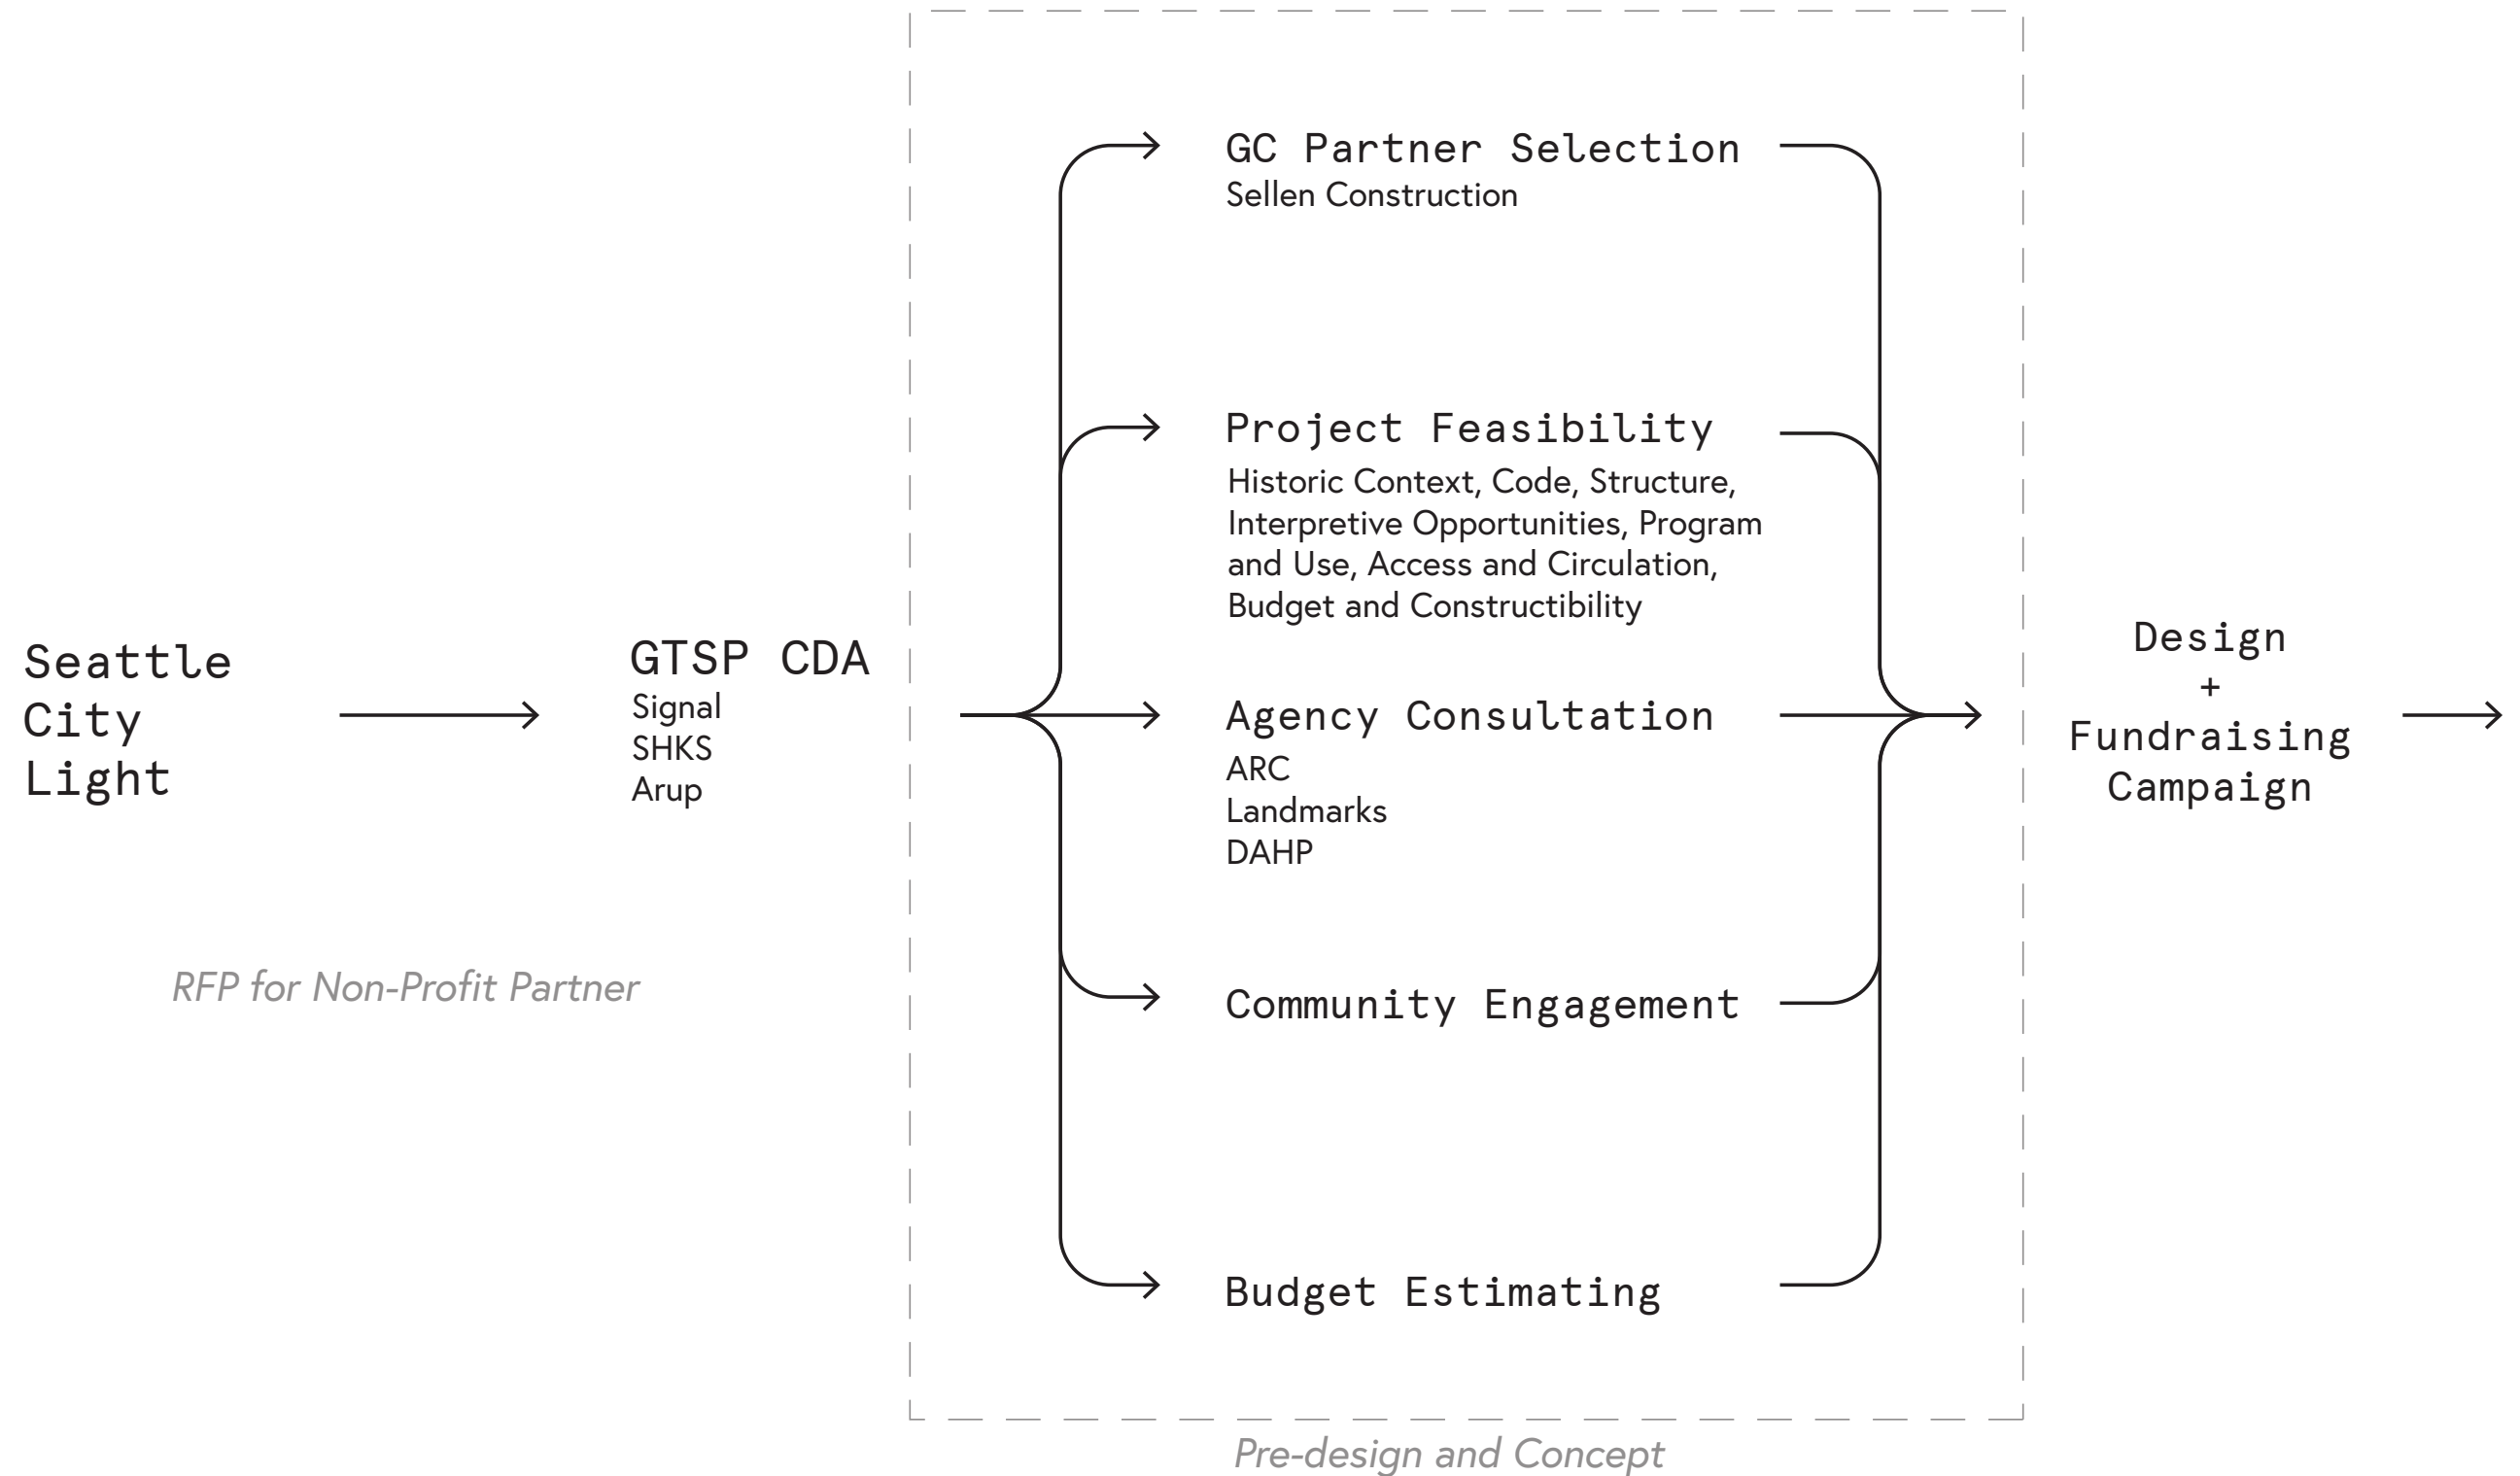 Seattle
City
Light
RFP for Non-Profit Partner
GTSP CDA
Signal
SHKS
Arup
GC Partner Selection
Sellen Construction
Project Feasibility
Historic Context, Code, Structure,
Interpretive Opportunities, Program
and Use, Access and Circulation,
Budget and Constructibility
Agency Consultation
ARC
Landmarks
DAHP
Community Engagement
Budget Estimating
Pre-design and Concept
Design
+
Fundraising
Campaign